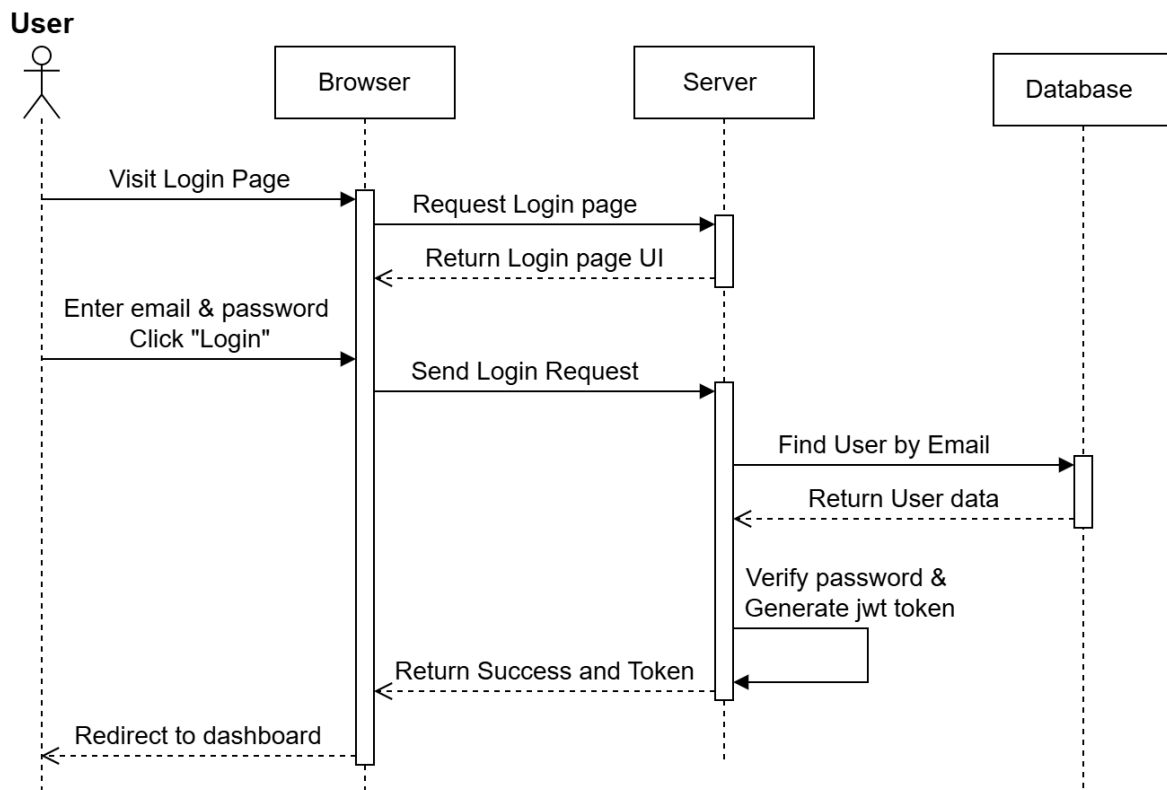 User
Browser
Server
Database
Visit Login Page
Request Login page
Return Login page UI
Enter email & password
Click "Login"
Send Login Request
Find User by Email
Return User data
Verify password &
Generate jwt token
Return Success and Token
Redirect to dashboard